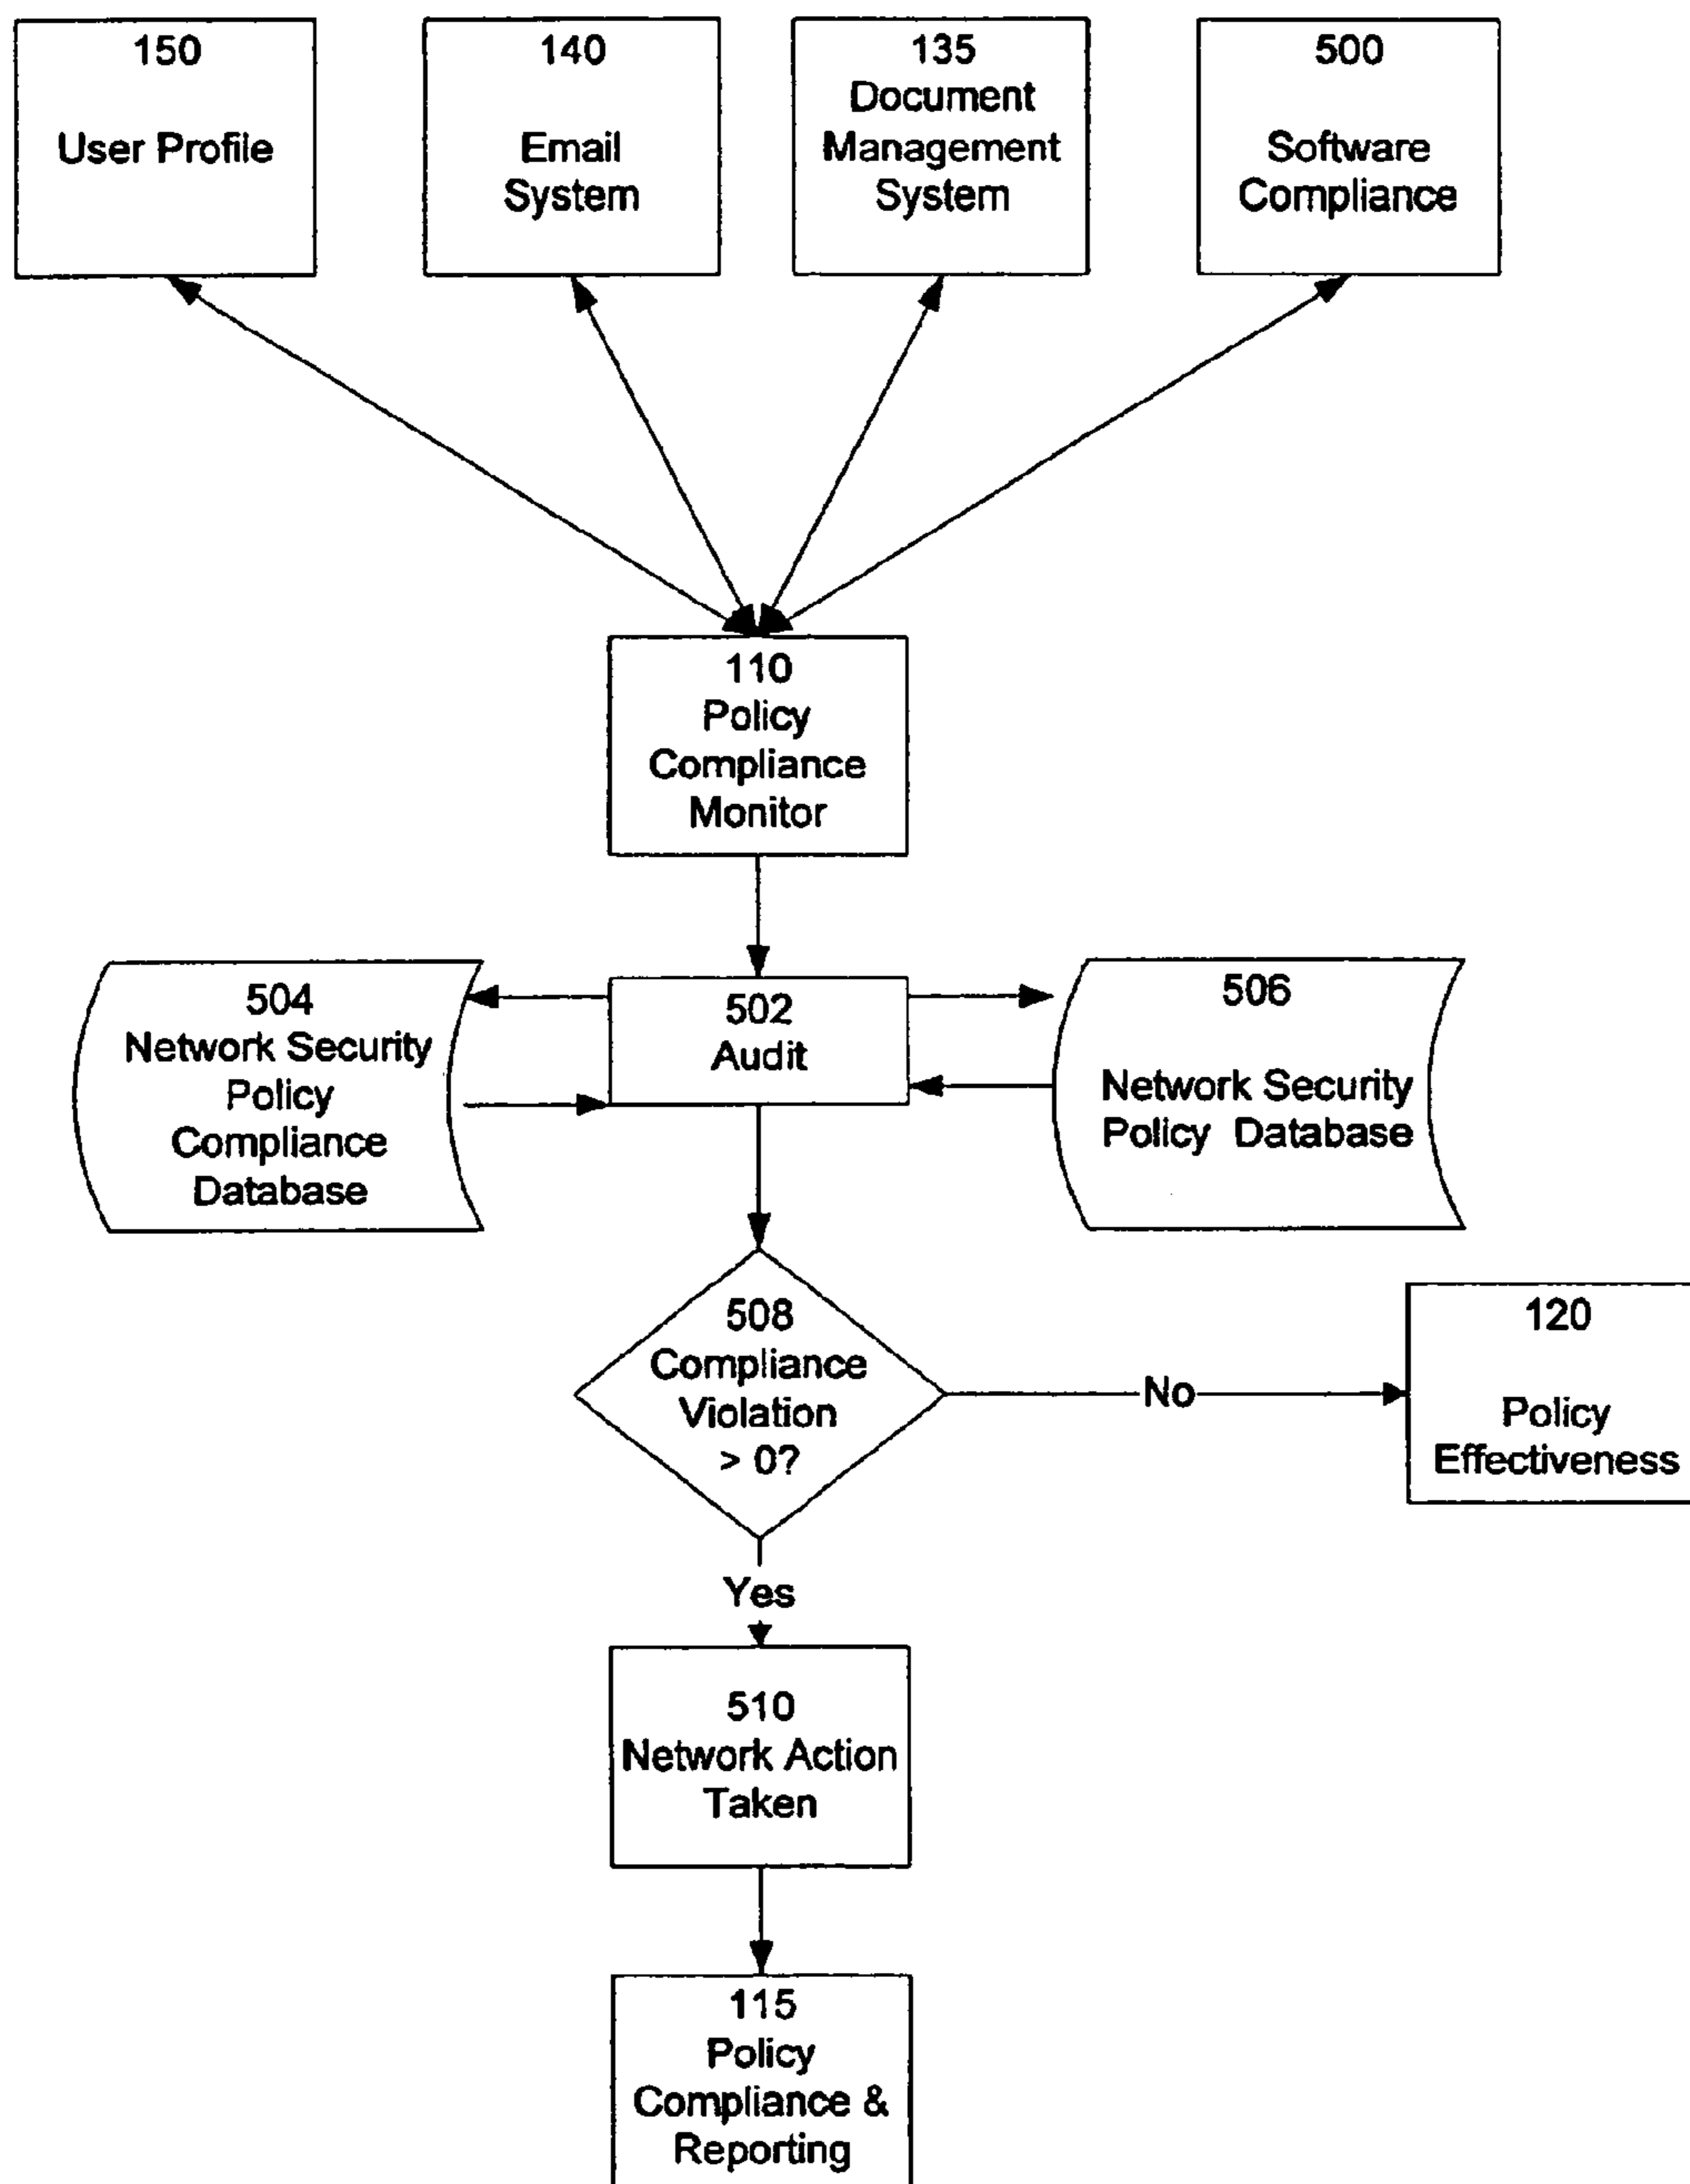 150
User Profile
140
Email
System
135
Document
Management
System
500
Software
Compliance
110
Policy
Compliance
Monitor
504
Network Security
Policy
Compliance
Database
502
Audit
506
Network Security
Policy Database
508
Compliance
Violation
> 0?
No
120
Policy
Effectiveness
Yes
510
Network Action
Taken
115
Policy
Compliance &
Reporting